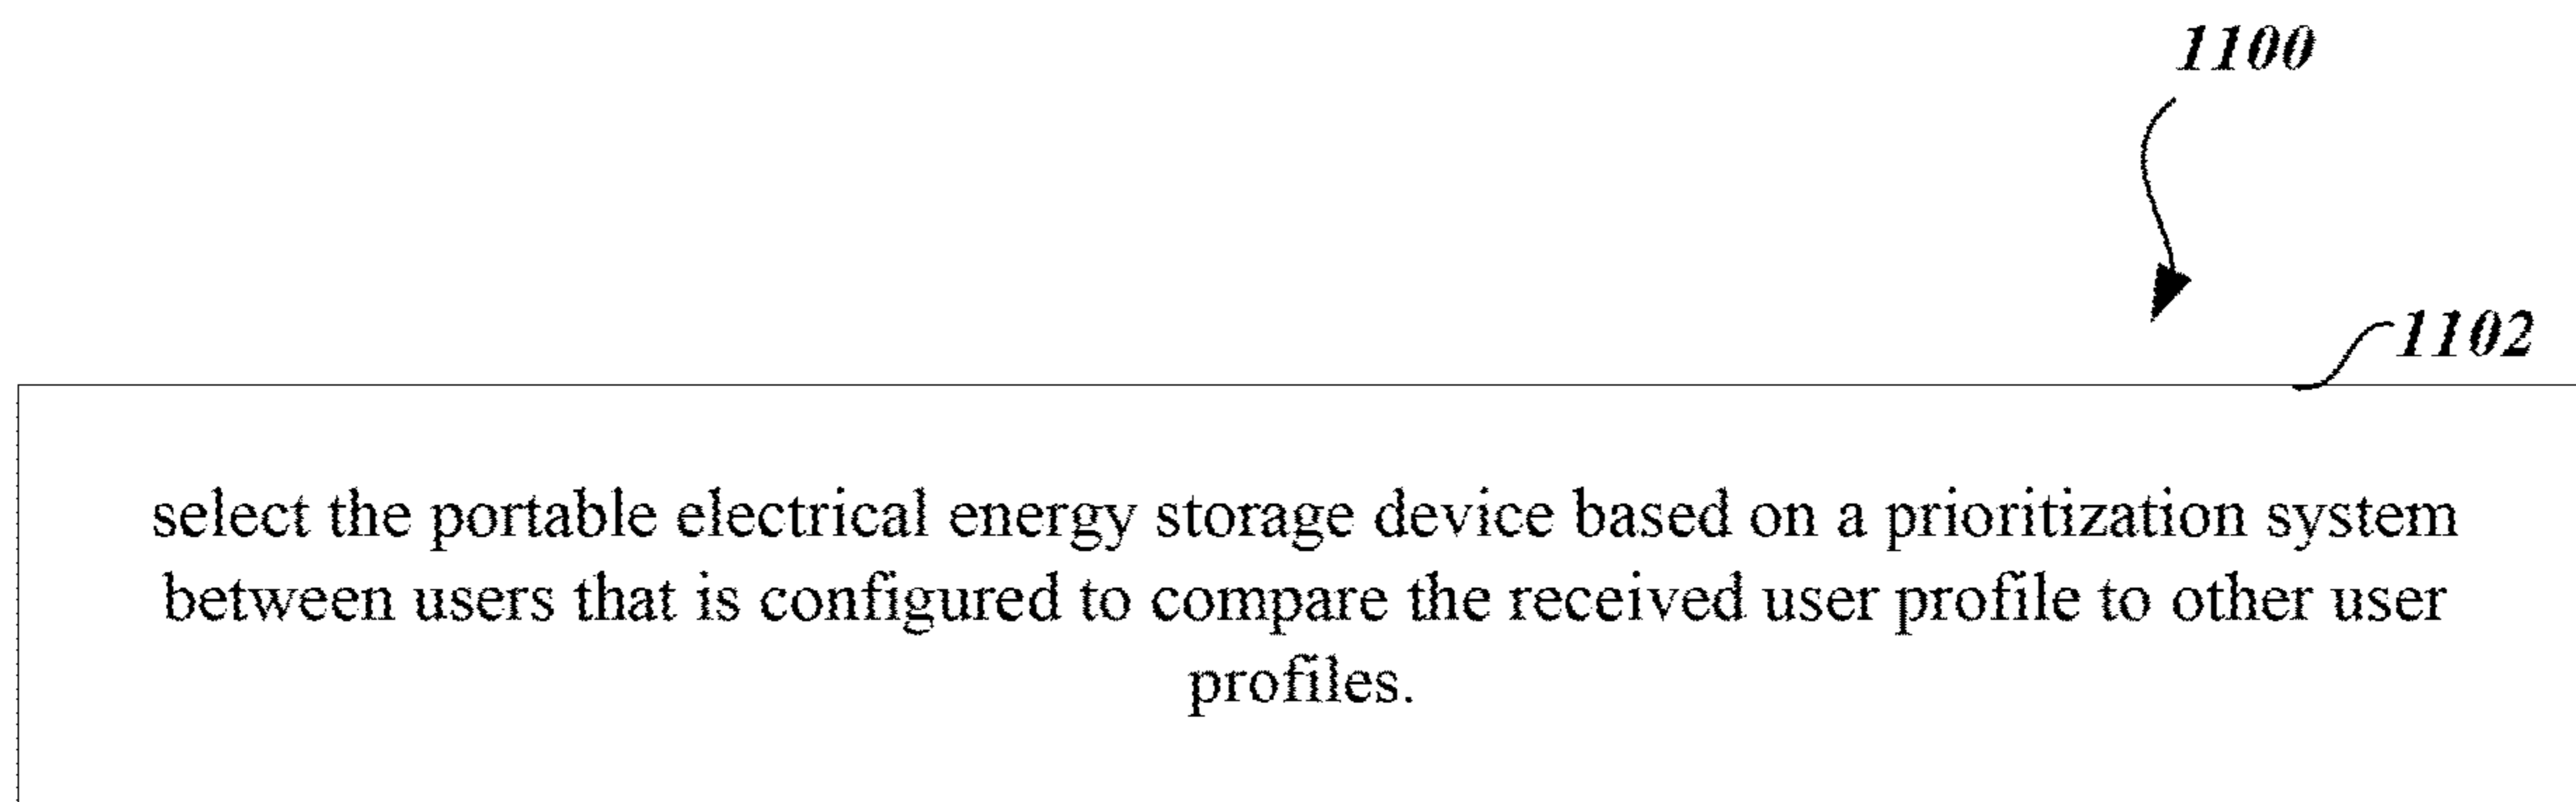 1100
1102
select the portable electrical energy storage device based on a prioritization system
between users that is configured to compare the received user profile to other user
profiles.